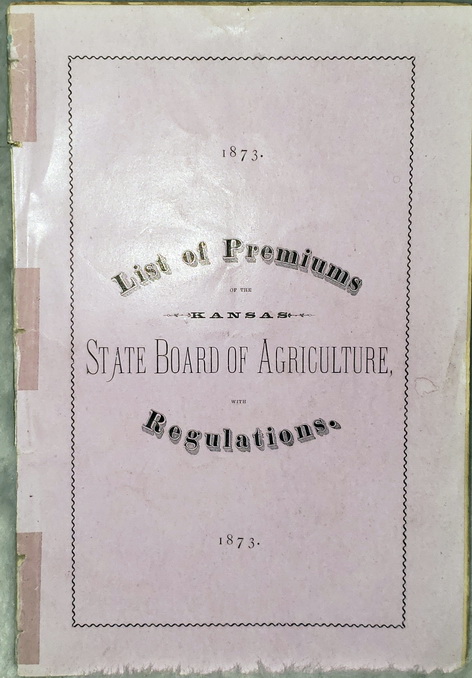 1873.
List of Premiums
OF THE
KANSAS
STATE BOARD OF AGRICULTURE,
WITH
Regulations.
1873.